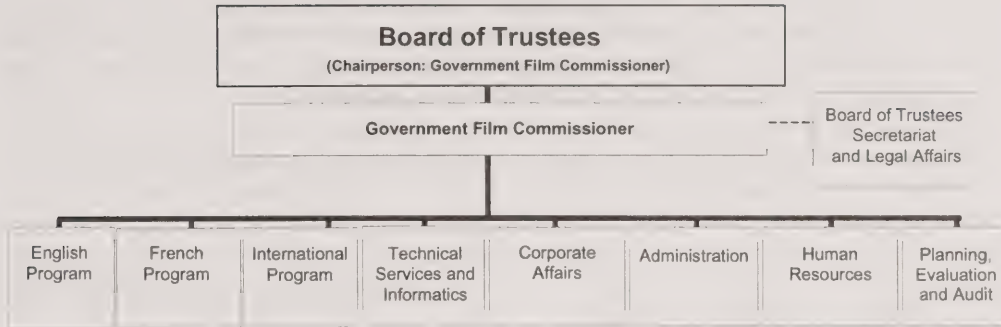 Board of Trustees
(Chairperson: Government Film Commissioner)
Government Film Commissioner
Board of Trustees
Secretariat
and Legal Affairs
English
Program
French
Program
International
Program
Technical
Services and
Informatics
Corporate
Affairs
Administration
Human
Resources
Planning,
Evaluation
and Audit